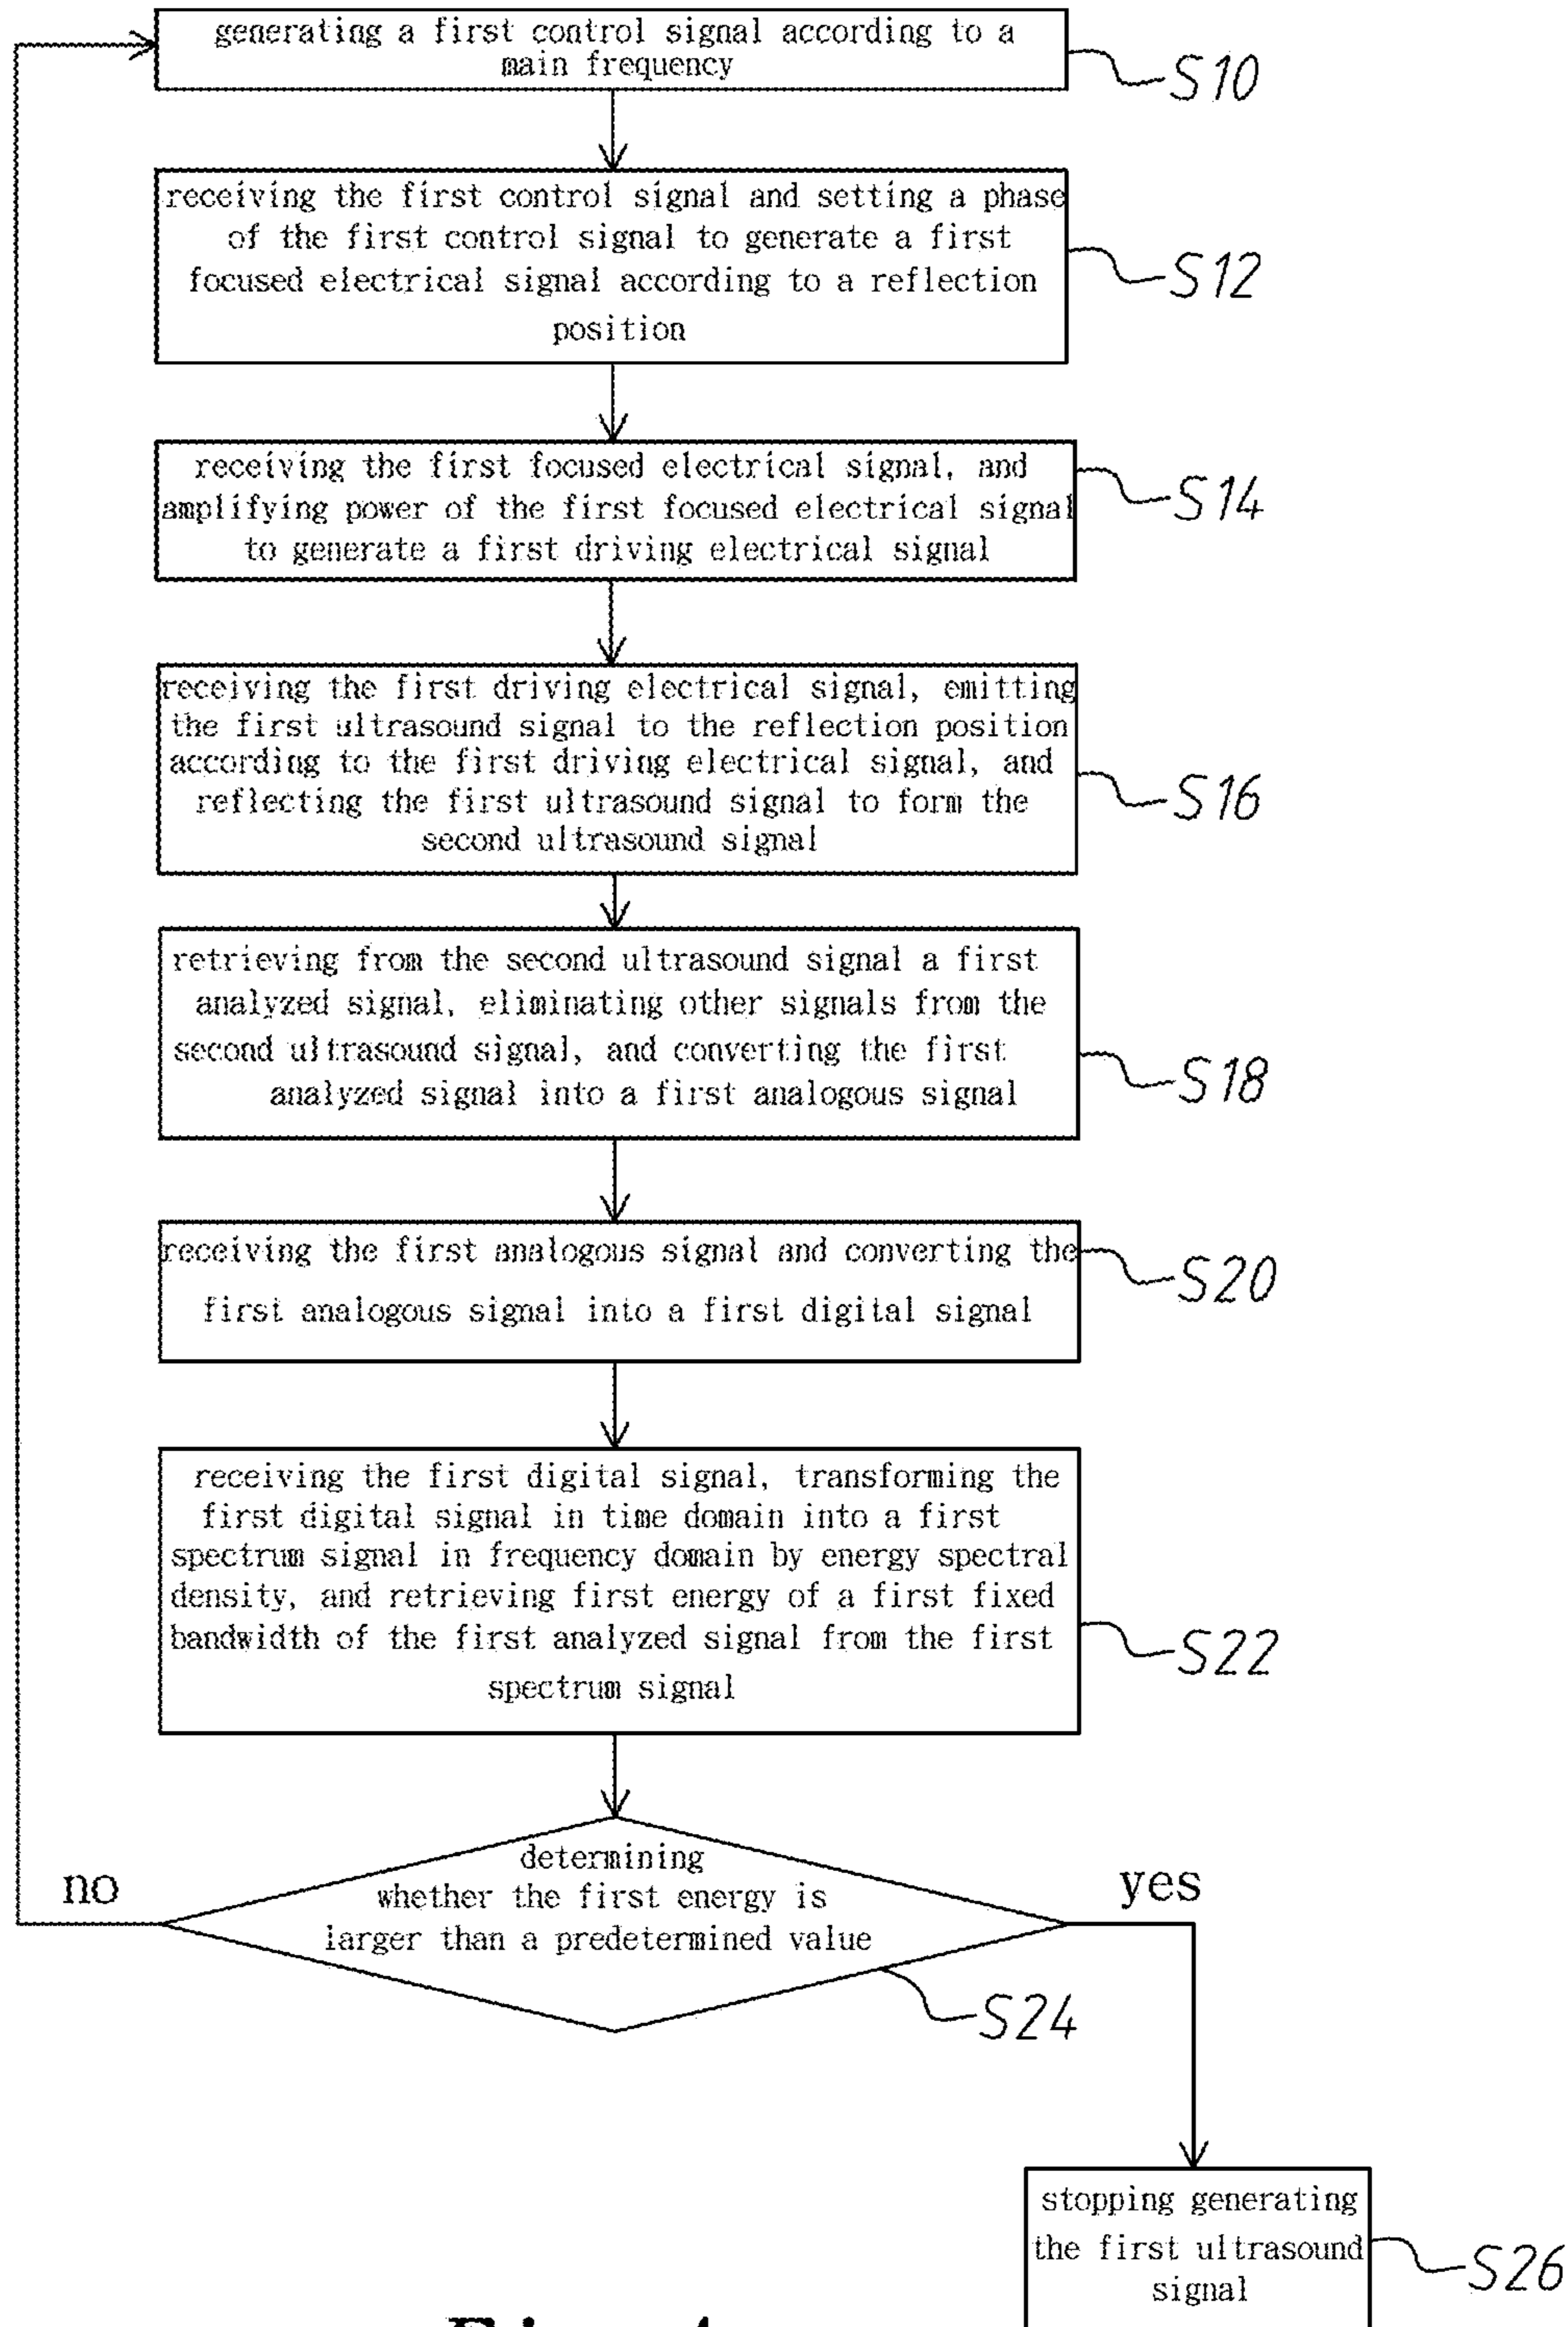 generating a first control signal according to a
main frequency
S10
receiving the first control signal and setting a phase
of the first control signal to generate a first
focused electrical signal according to a reflection
position
S12
receiving the first focused electrical signal, and
amplifying power of the first focused electrical signal
to generate a first driving electrical signal
S14
receiving the first driving electrical signal, emitting
the first ultrasound signal to the reflection position
according to the first driving electrical signal, and
reflecting the first ultrasound signal to form the
second ultrasound signal
S16
retrieving from the second ultrasound signal a first
analyzed signal, eliminating other signals from the
second ultrasound signal, and converting the first
analyzed signal into a first analogous signal
S18
receiving the first analogous signal and converting the
first analogous signal into a first digital signal
S20
receiving the first digital signal, transforming the
first digital signal in time domain into a first
spectrum signal in frequency domain by energy spectral
density, and retrieving first energy of a first fixed
bandwidth of the first analyzed signal from the first
spectrum signal
S22
determining
whether the first energy is
larger than a predetermined value
no
yes
S24
stopping generating
the first ultrasound
signal
S26